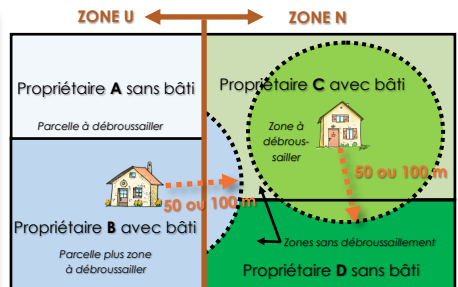 ZONE U
ZONE N
Propriétaire A sans bâti
Parcelle à débroussailler
Propriétaire C avec bâti
Zone à
débrous-
sailler
50 ou 100 m
50 ou 100 m
Propriétaire B avec bâti
Parcelle plus zone
à débroussailler
Zones sans débroussaillement
Propriétaire D sans bâti